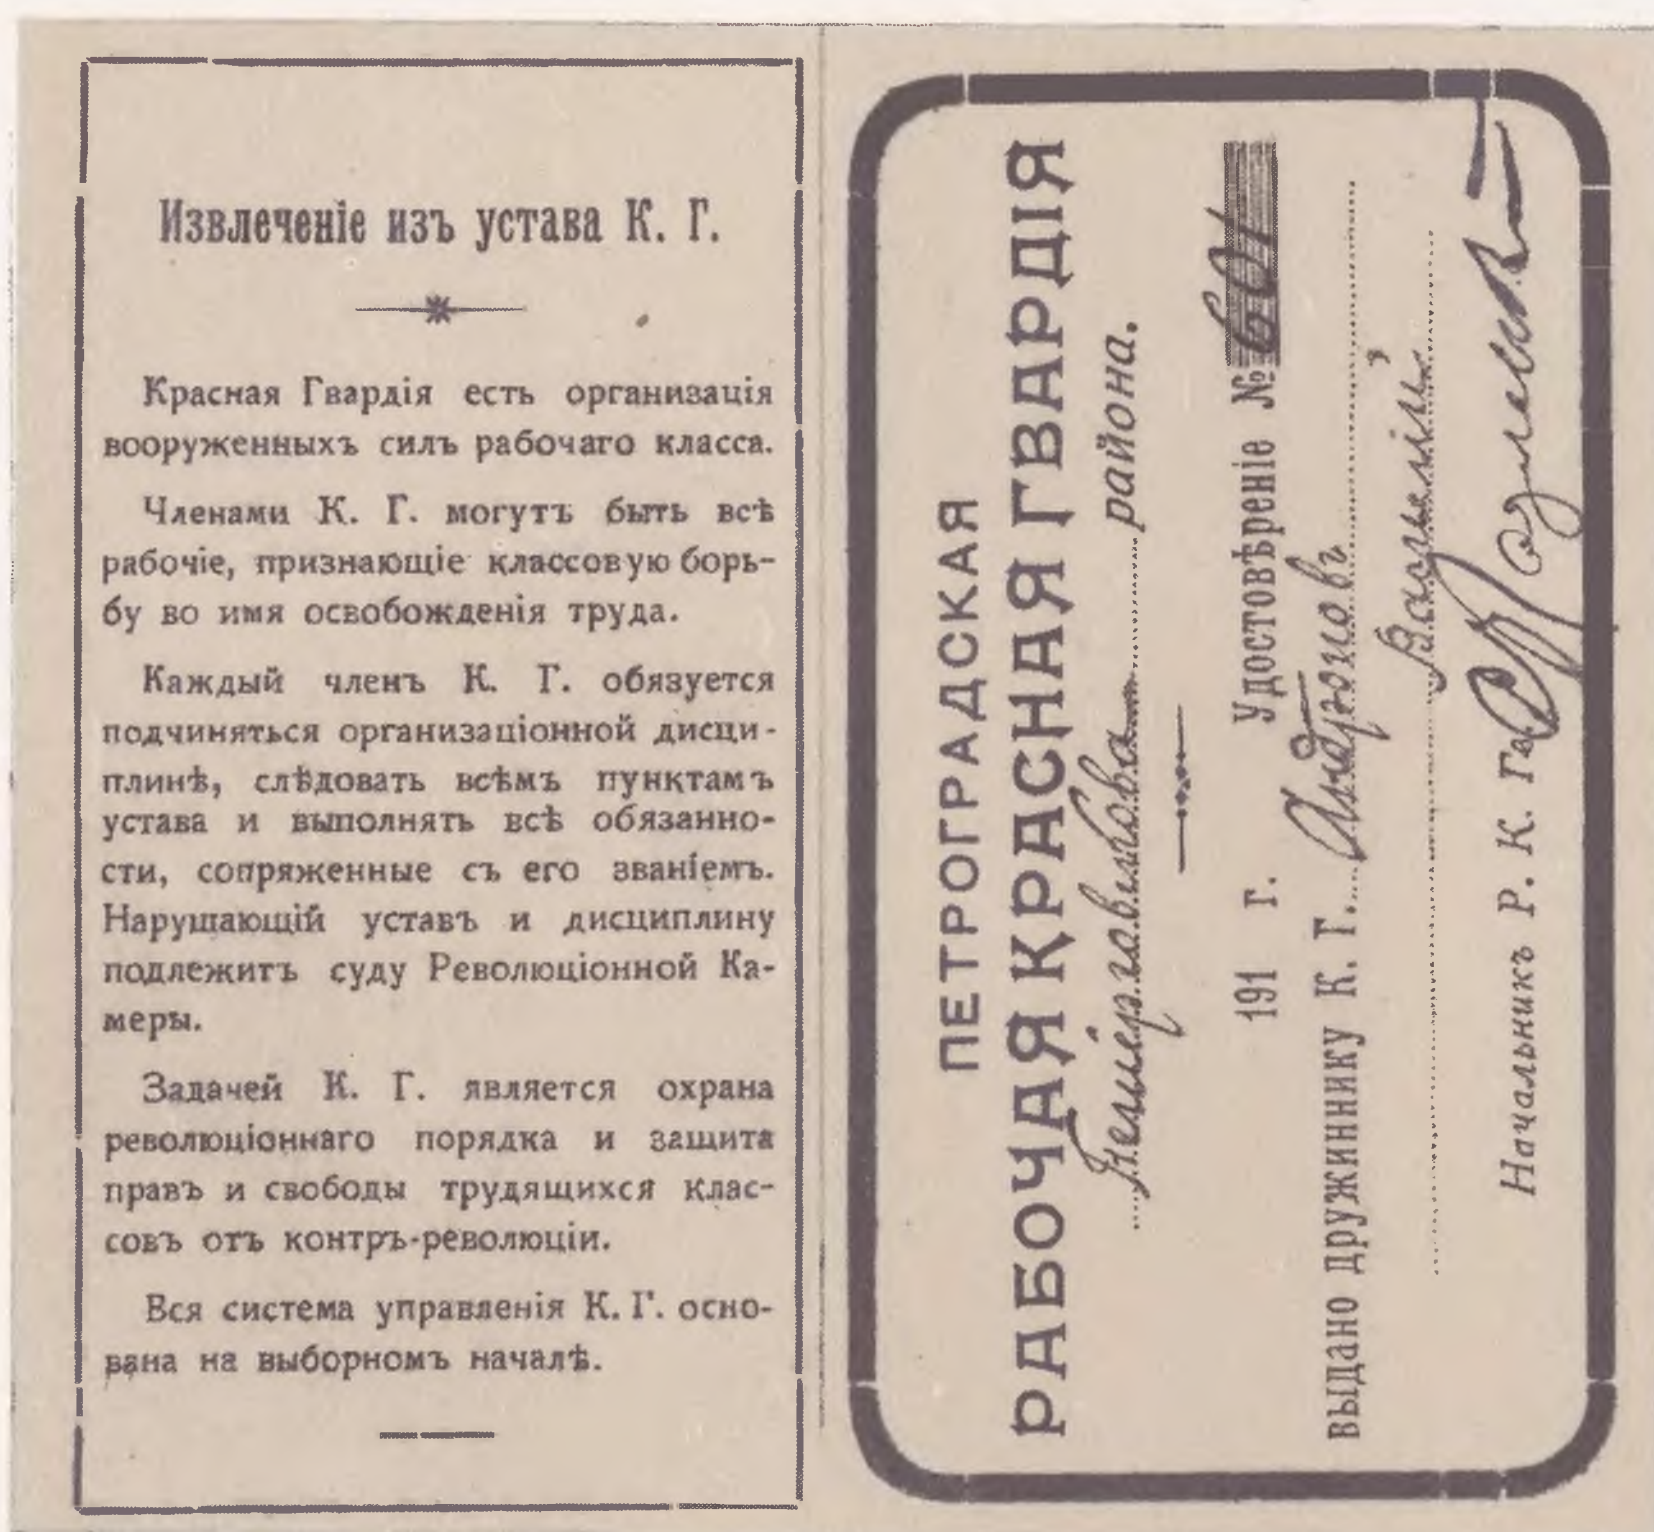 Извлеченіе изъ устава К. Г.
Красная Гвардія есть организація
вооруженныхъ силъ рабочаго класса.
Членами К. Г. могутъ быть всѣ
рабочіе, признающіе классовую борь-
бу во имя освобожденія труда.
Каждый членъ К. Г. обязуется
подчиняться организаціонной дисци-
плинѣ, слѣдовать всѣмъ пунктамъ
устава и выполнять всѣ обязанно-
сти, сопряженные съ его званіемъ.
Нарушающій уставъ и дисциплину
подлежитъ суду Революціонной Ка-
меры.
Задачей К. Г. является охрана
революціоннаго порядка и защита
правъ и свободы трудящихся клас-
совъ отъ контръ-революціи.
Вся система управленія К. Г. осно-
вана на выборномъ началѣ.
ПЕТРОГРАДСКАЯ
РАБОЧАЯ КРАСНАЯ ГВАРДІЯ
района.
191 г. Удостовѣреніе № 601
выдано дружиннику К. Г.
Василій
Начальникъ Р. К. Г.